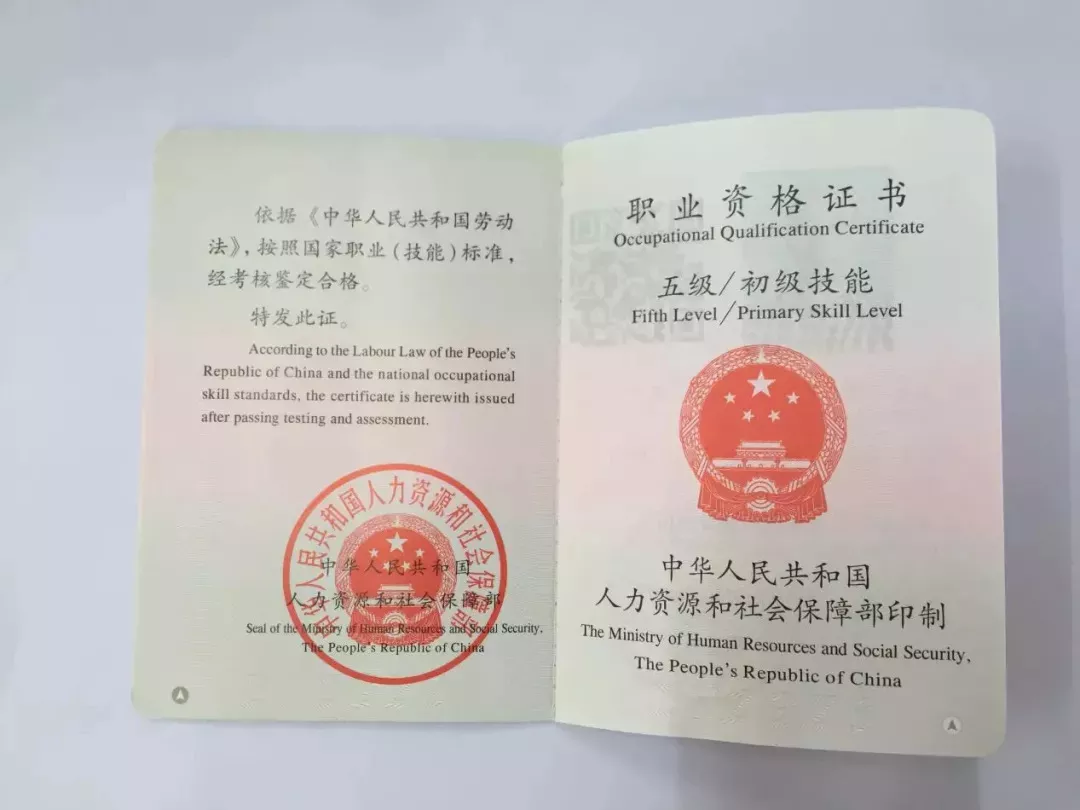 依据《中华人民共和国劳动
法》，按照国家职业（技能）标准，
经考核鉴定合格。
特发此证。
According to the Labour Law of the People's
Republic of China and the national occupational
skill standards, the certificate is herewith issued
after passing testing and assessment.
中华人民共和国人力资源和社会保障部
中华人民共和国
人力资源和社会保障部
Seal of the Ministry of Human Resources and Social Security,
The People's Republic of China
职业资格证书
Occupational Qualification Certificate
五级/初级技能
Fifth Level/Primary Skill Level
中华人民共和国
人力资源和社会保障部印制
The Ministry of Human Resources and Social Security,
The People's Republic of China